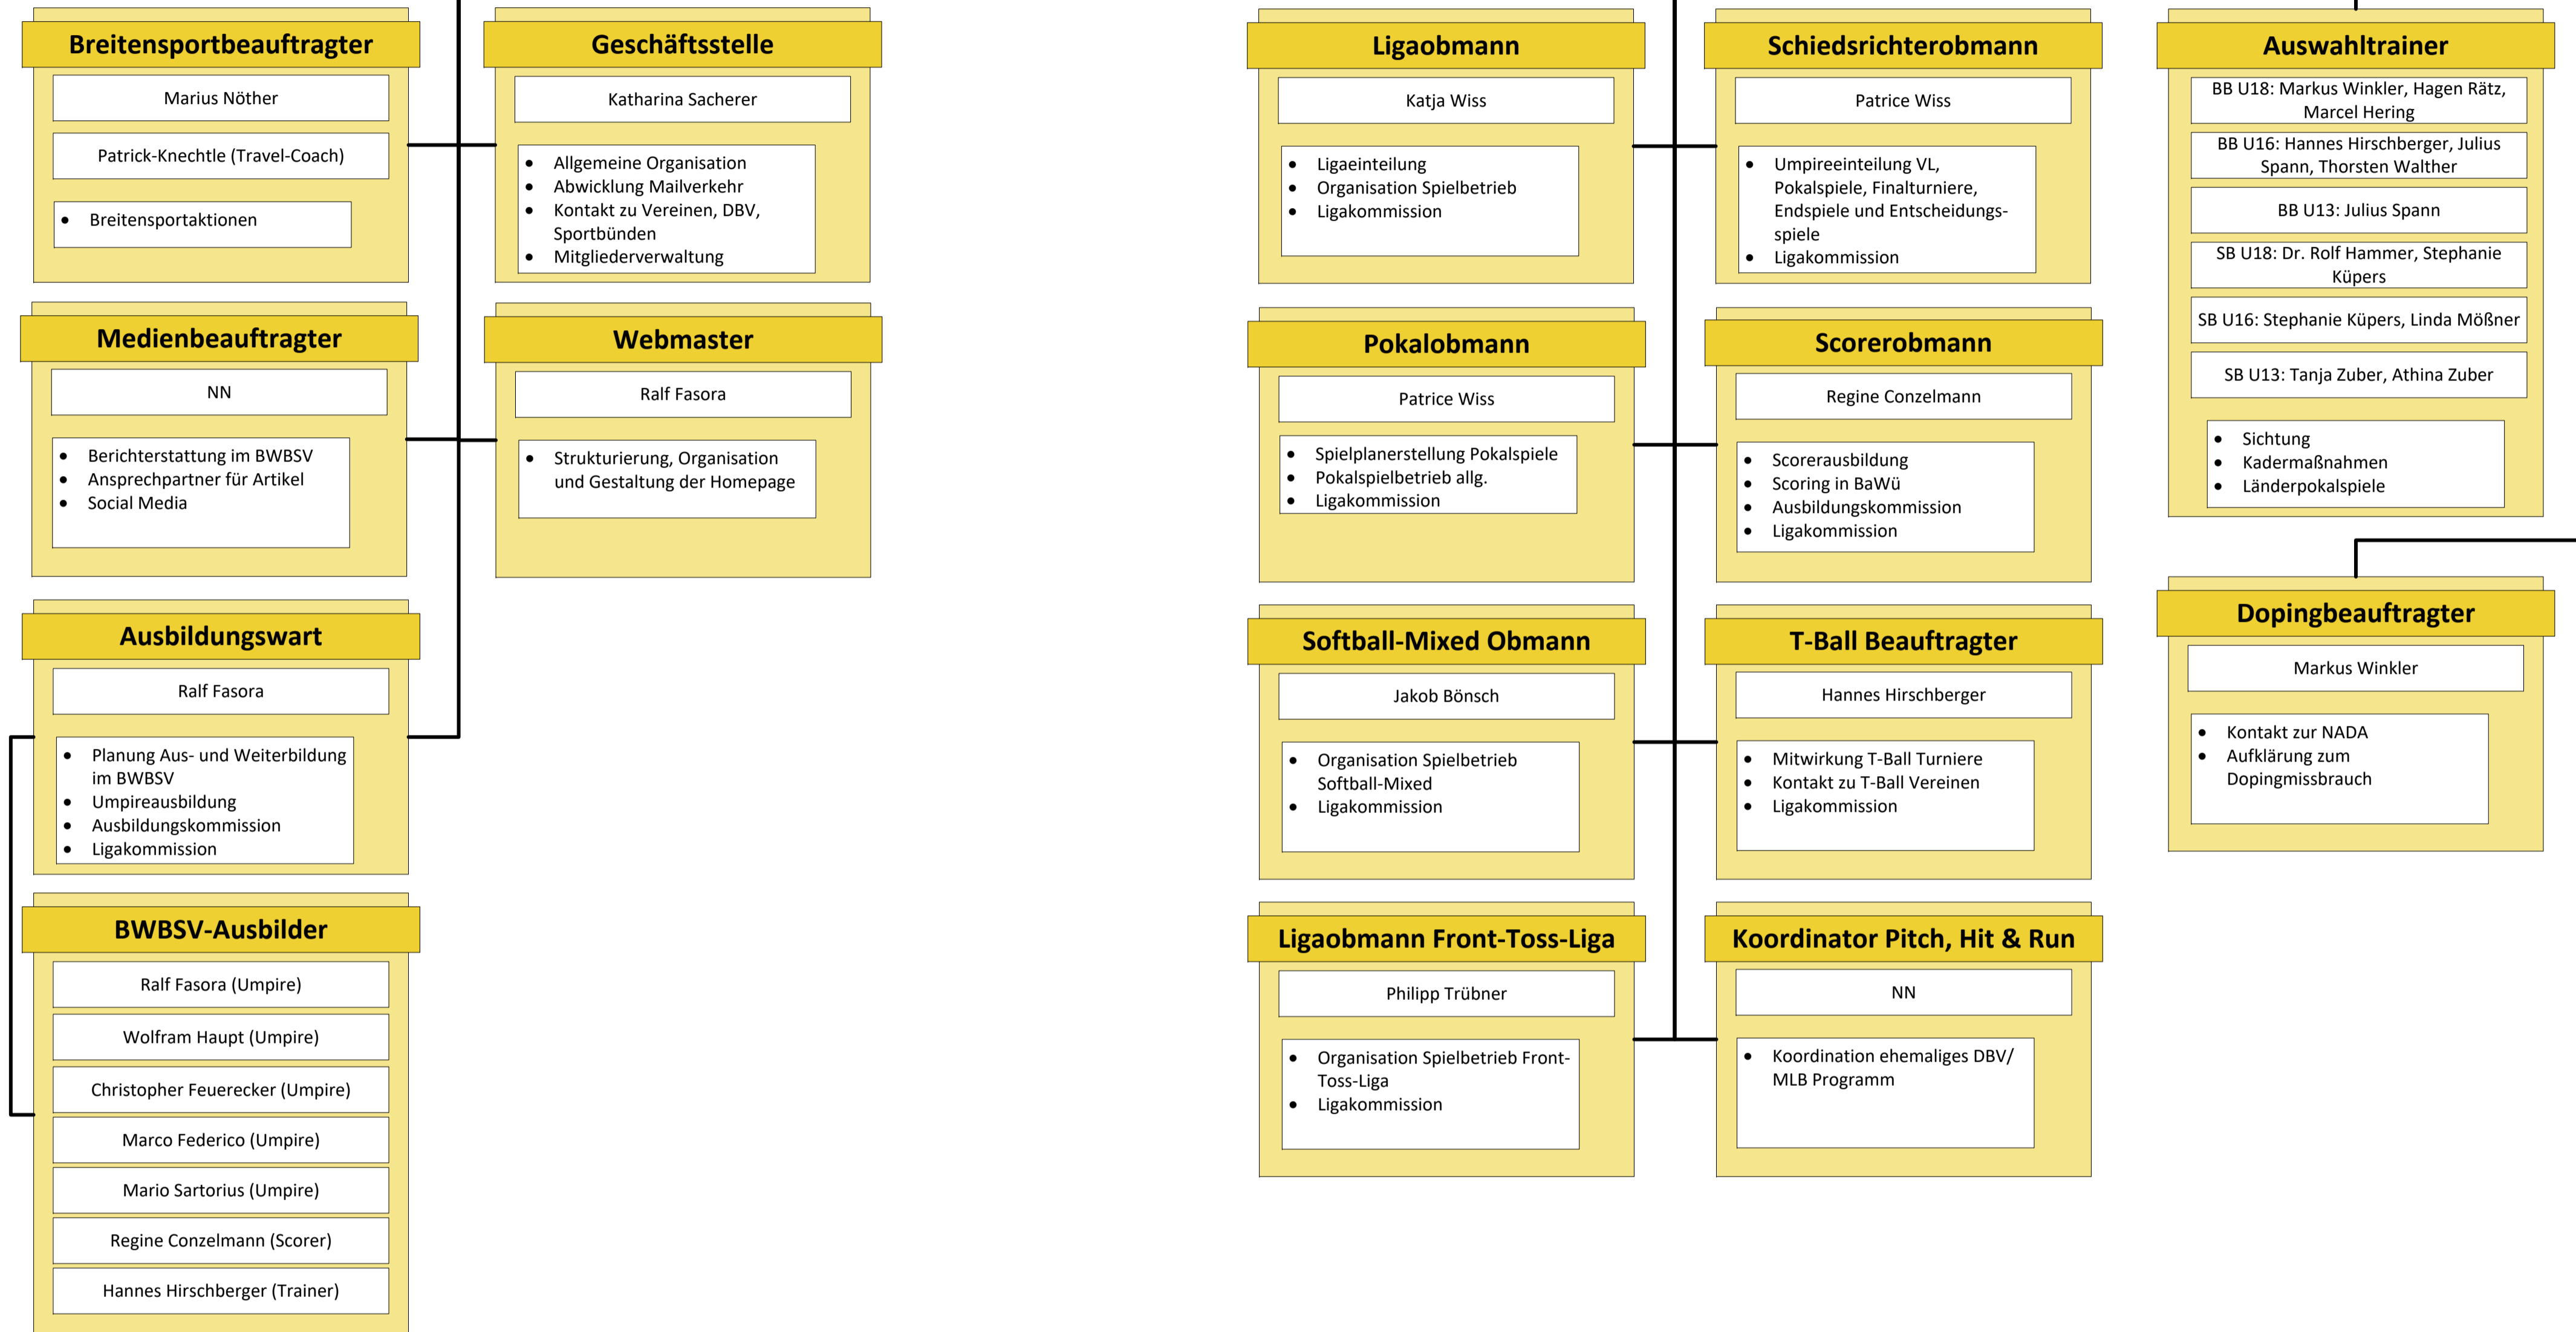 Breitensportbeauftragter
Marius Nöther
Patrick-Knechtle (Travel-Coach)
• Breitensportaktionen
Geschäftsstelle
Katharina Sacherer
• Allgemeine Organisation
• Abwicklung Mailverkehr
• Kontakt zu Vereinen, DBV,
Sportbünden
• Mitgliederverwaltung
Medienbeauftragter
NN
• Berichterstattung im BWBSV
• Ansprechpartner für Artikel
• Social Media
Webmaster
Ralf Fasora
• Strukturierung, Organisation
und Gestaltung der Homepage
Ausbildungswart
Ralf Fasora
• Planung Aus- und Weiterbildung
im BWBSV
• Umpireausbildung
• Ausbildungskommission
• Ligakommission
BWBSV-Ausbilder
Ralf Fasora (Umpire)
Wolfram Haupt (Umpire)
Christopher Feuerecker (Umpire)
Marco Federico (Umpire)
Mario Sartorius (Umpire)
Regine Conzelmann (Scorer)
Hannes Hirschberger (Trainer)
Ligaobmann
Katja Wiss
• Ligaeinteilung
• Organisation Spielbetrieb
• Ligakommission
Schiedsrichterobmann
Patrice Wiss
• Umpireeinteilung VL,
Pokalspiele, Finalturniere,
Endspiele und Entscheidungs-
spiele
• Ligakommission
Pokalobmann
Patrice Wiss
• Spielplanerstellung Pokalspiele
• Pokalspielbetrieb allg.
• Ligakommission
Scorerobmann
Regine Conzelmann
• Scorerausbildung
• Scoring in BaWü
• Ausbildungskommission
• Ligakommission
Softball-Mixed Obmann
Jakob Bönsch
• Organisation Spielbetrieb
Softball-Mixed
• Ligakommission
T-Ball Beauftragter
Hannes Hirschberger
• Mitwirkung T-Ball Turniere
• Kontakt zu T-Ball Vereinen
• Ligakommission
Ligaobmann Front-Toss-Liga
Philipp Trübner
• Organisation Spielbetrieb Front-
Toss-Liga
• Ligakommission
Koordinator Pitch, Hit & Run
NN
• Koordination ehemaliges DBV/
MLB Programm
Auswahltrainer
BB U18: Markus Winkler, Hagen Rätz,
Marcel Hering
BB U16: Hannes Hirschberger, Julius
Spann, Thorsten Walther
BB U13: Julius Spann
SB U18: Dr. Rolf Hammer, Stephanie
Küpers
SB U16: Stephanie Küpers, Linda Mößner
SB U13: Tanja Zuber, Athina Zuber
• Sichtung
• Kadermaßnahmen
• Länderpokalspiele
Dopingbeauftragter
Markus Winkler
• Kontakt zur NADA
• Aufklärung zum
Dopingmissbrauch